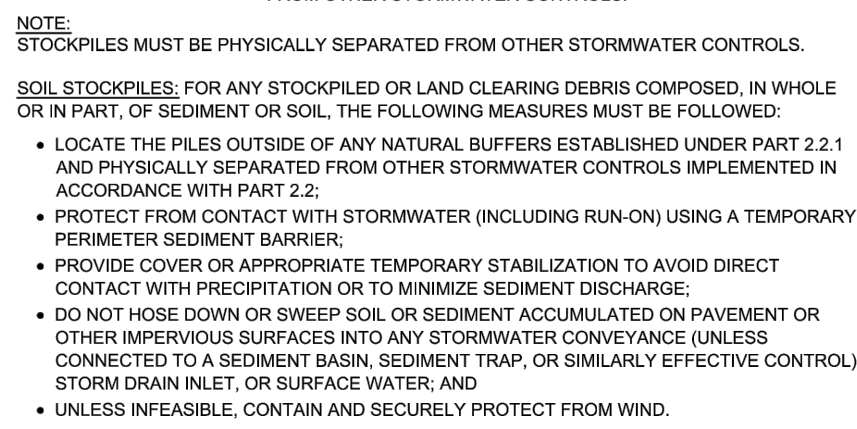 NOTE:
STOCKPILES MUST BE PHYSICALLY SEPARATED FROM OTHER STORMWATER CONTROLS.
SOIL STOCKPILES: FOR ANY STOCKPILED OR LAND CLEARING DEBRIS COMPOSED, IN WHOLE
OR IN PART, OF SEDIMENT OR SOIL, THE FOLLOWING MEASURES MUST BE FOLLOWED:
• LOCATE THE PILES OUTSIDE OF ANY NATURAL BUFFERS ESTABLISHED UNDER PART 2.2.1
AND PHYSICALLY SEPARATED FROM OTHER STORMWATER CONTROLS IMPLEMENTED IN
ACCORDANCE WITH PART 2.2;
• PROTECT FROM CONTACT WITH STORMWATER (INCLUDING RUN-ON) USING A TEMPORARY
PERIMETER SEDIMENT BARRIER;
• PROVIDE COVER OR APPROPRIATE TEMPORARY STABILIZATION TO AVOID DIRECT
CONTACT WITH PRECIPITATION OR TO MINIMIZE SEDIMENT DISCHARGE;
• DO NOT HOSE DOWN OR SWEEP SOIL OR SEDIMENT ACCUMULATED ON PAVEMENT OR
OTHER IMPERVIOUS SURFACES INTO ANY STORMWATER CONVEYANCE (UNLESS
CONNECTED TO A SEDIMENT BASIN, SEDIMENT TRAP, OR SIMILARLY EFFECTIVE CONTROL)
STORM DRAIN INLET, OR SURFACE WATER; AND
• UNLESS INFEASIBLE, CONTAIN AND SECURELY PROTECT FROM WIND.